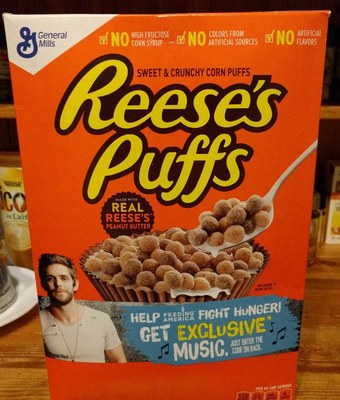 General
Mills
NO HIGH FRUCTOSE
CORN SYRUP
NO COLORS FROM
ARTIFICIAL SOURCES
NO ARTIFICIAL
FLAVORS
SWEET & CRUNCHY CORN PUFFS
Reese's
Puffs
MADE WITH
REAL
REESE'S
PEANUT BUTTER
HELP FEEDING AMERICA FIGHT HUNGER!
GET EXCLUSIVE
MUSIC. JUST ENTER THE
CODE ON BACK.